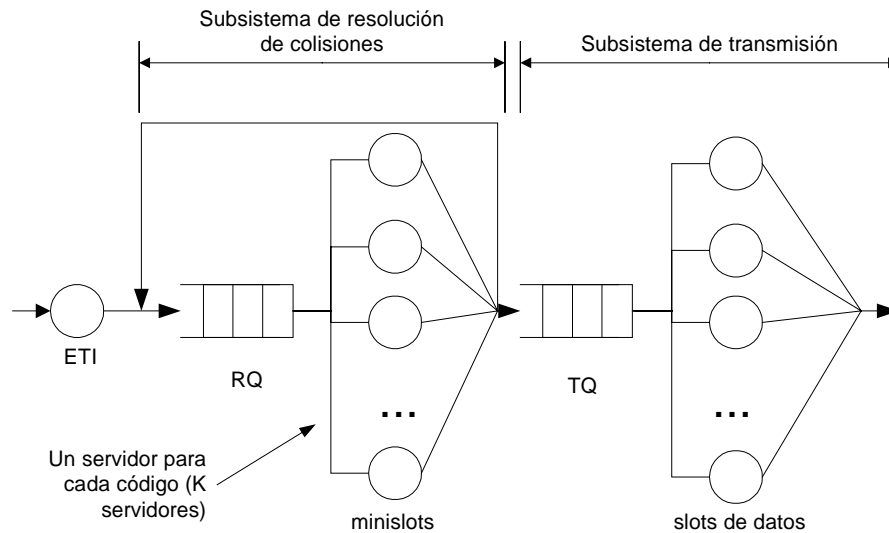 Subsistema de resolución
de colisiones
Subsistema de transmisión
ETI
RQ
TQ
...
...
Un servidor para
cada código (K
servidores)
minislots
slots de datos